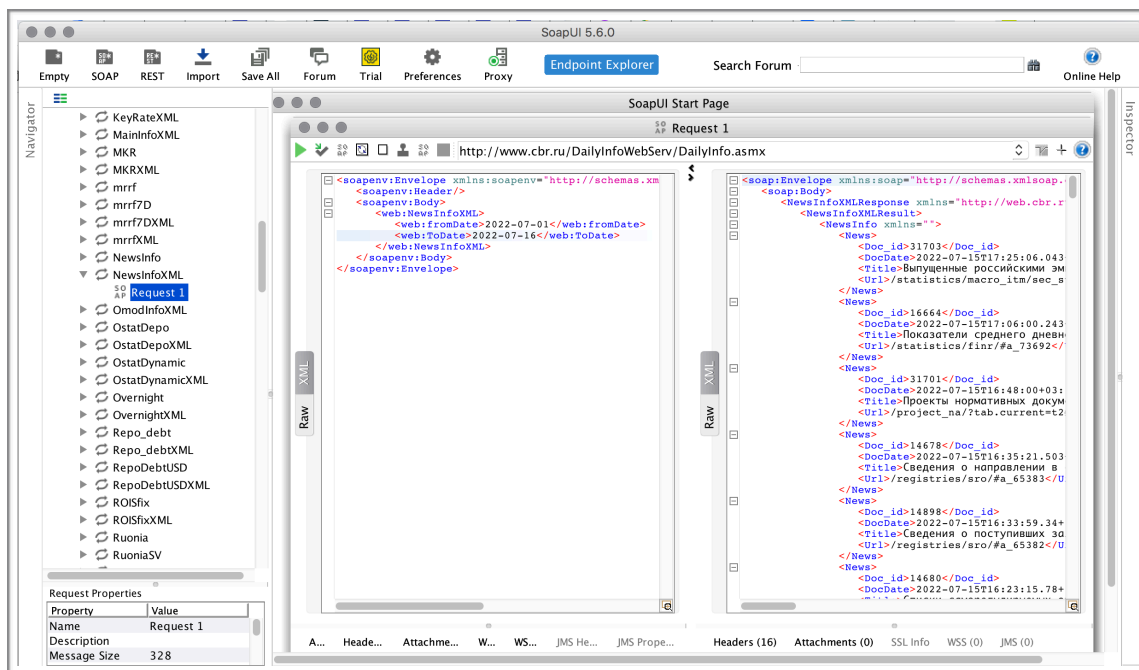 SoapUI 5.6.0
Empty SOAP REST Import Save All Forum Trial Preferences Proxy Endpoint Explorer Search Forum Online Help
Navigator
KeyRateXML
MainInfoXML
MKR
MKRXML
mrrf
mrrf7D
mrrf7DXML
mrrfXML
NewsInfo
NewsInfoXML
Request 1
OmodInfoXML
OstatDepo
OstatDepoXML
OstatDynamic
OstatDynamicXML
Overnight
OvernightXML
Repo_debt
Repo_debtXML
RepoDebtUSD
RepoDebtUSDXML
ROISfix
ROISfixXML
Ruonia
RuoniaSV
Request Properties
Property Value
Name Request 1
Description
Message Size 328
SoapUI Start Page
Request 1
http://www.cbr.ru/DailyInfoWebServ/DailyInfo.asmx
XML
Raw
<soapenv:Envelope xmlns:soapenv="http://schemas.xm
<soapenv:Header/>
<soapenv:Body>
<web:NewsInfoXML>
<web:fromDate>2022-07-01</web:fromDate>
<web:ToDate>2022-07-16</web:ToDate>
</web:NewsInfoXML>
</soapenv:Body>
</soapenv:Envelope>
A... Heade... Attachme... W... WS... JMS He... JMS Prope...
XML
Raw
<soap:Envelope xmlns:soap="http://schemas.xmlsoap.
<soap:Body>
<NewsInfoXMLResponse xmlns="http://web.cbr.r
<NewsInfoXMLResult>
<NewsInfo xmlns="">
<News>
<Doc_id>31703</Doc_id>
<DocDate>2022-07-15T17:25:06.043
<Title>Выпущенные российскими эм
<Url>/statistics/macro_itm/sec_s
</News>
<News>
<Doc_id>16664</Doc_id>
<DocDate>2022-07-15T17:06:00.243
<Title>Показатели среднего дневн
<Url>/statistics/finr/#a_73692</
</News>
<News>
<Doc_id>31701</Doc_id>
<DocDate>2022-07-15T16:48:00+03:
<Title>Проекты нормативных докум
<Url>/project_na/?tab.current=t2
</News>
<News>
<Doc_id>14678</Doc_id>
<DocDate>2022-07-15T16:35:21.503
<Title>Сведения о направлении в
<Url>/registries/sro/#a_65383</U
</News>
<News>
<Doc_id>14898</Doc_id>
<DocDate>2022-07-15T16:33:59.34+
<Title>Сведения о поступивших за
<Url>/registries/sro/#a_65382</U
</News>
<News>
<Doc_id>14680</Doc_id>
<DocDate>2022-07-15T16:23:15.78+
Headers (16) Attachments (0) SSL Info WSS (0) JMS (0)
Inspector